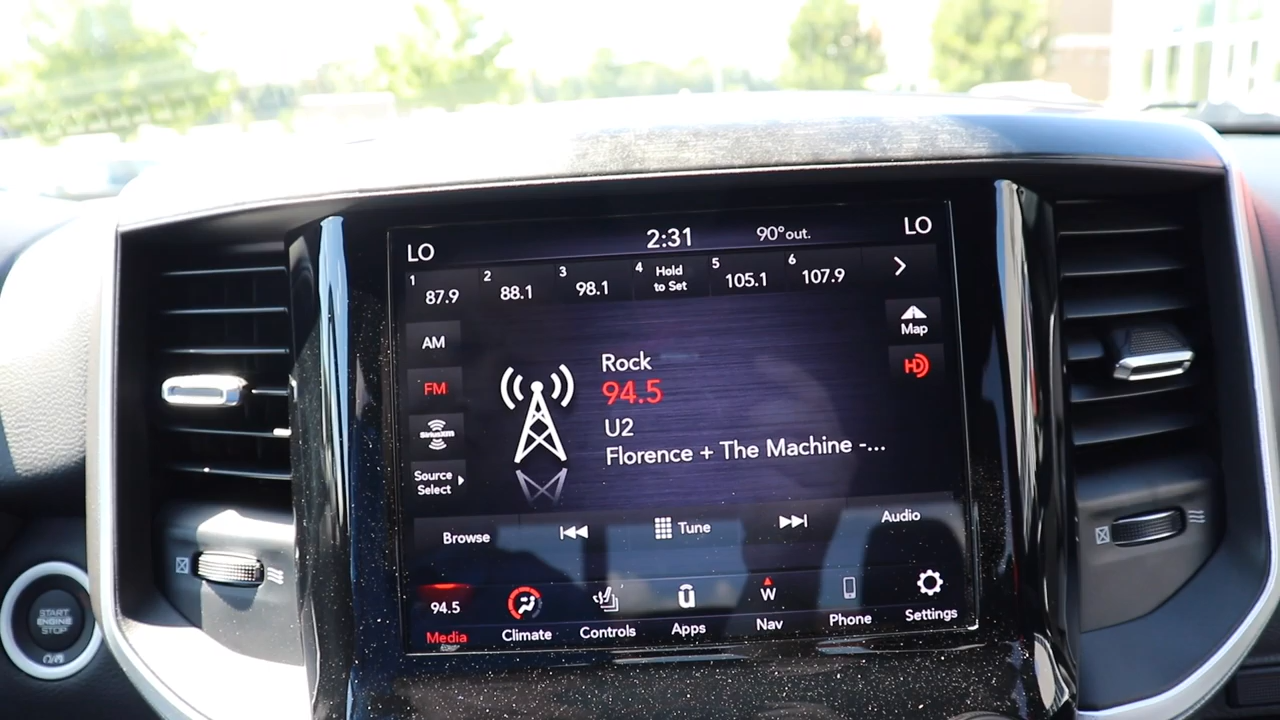 LO
2:31
90° out.
LO
1
87.9
2
88.1
3
98.1
4
Hold
to Set
5
105.1
6
107.9
AM
FM
SiriusXM
Source
Select
Map
HD
Rock
94.5
U2
Florence + The Machine -...
Browse
Tune
Audio
94.5
Media
Climate
Controls
Apps
W
Nav
Phone
Settings
START
ENGINE
STOP